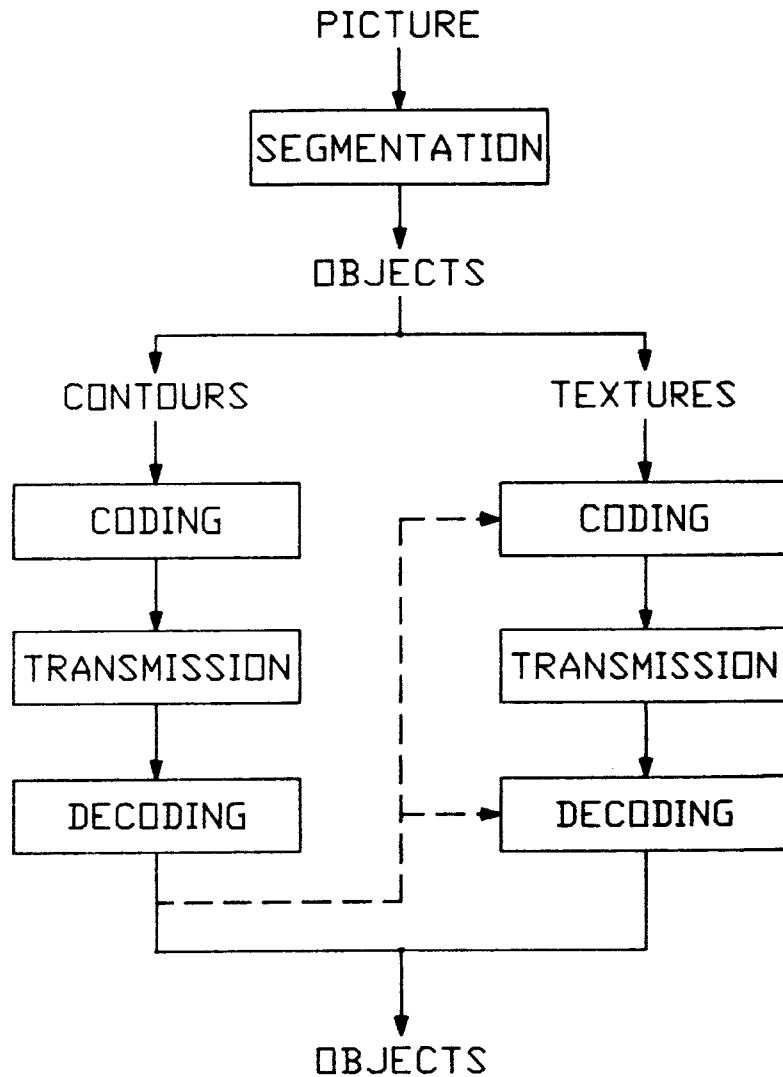 PICTURE
SEGMENTATION
OBJECTS
CONTOURS
TEXTURES
CODING
CODING
TRANSMISSION
TRANSMISSION
DECODING
DECODING
OBJECTS